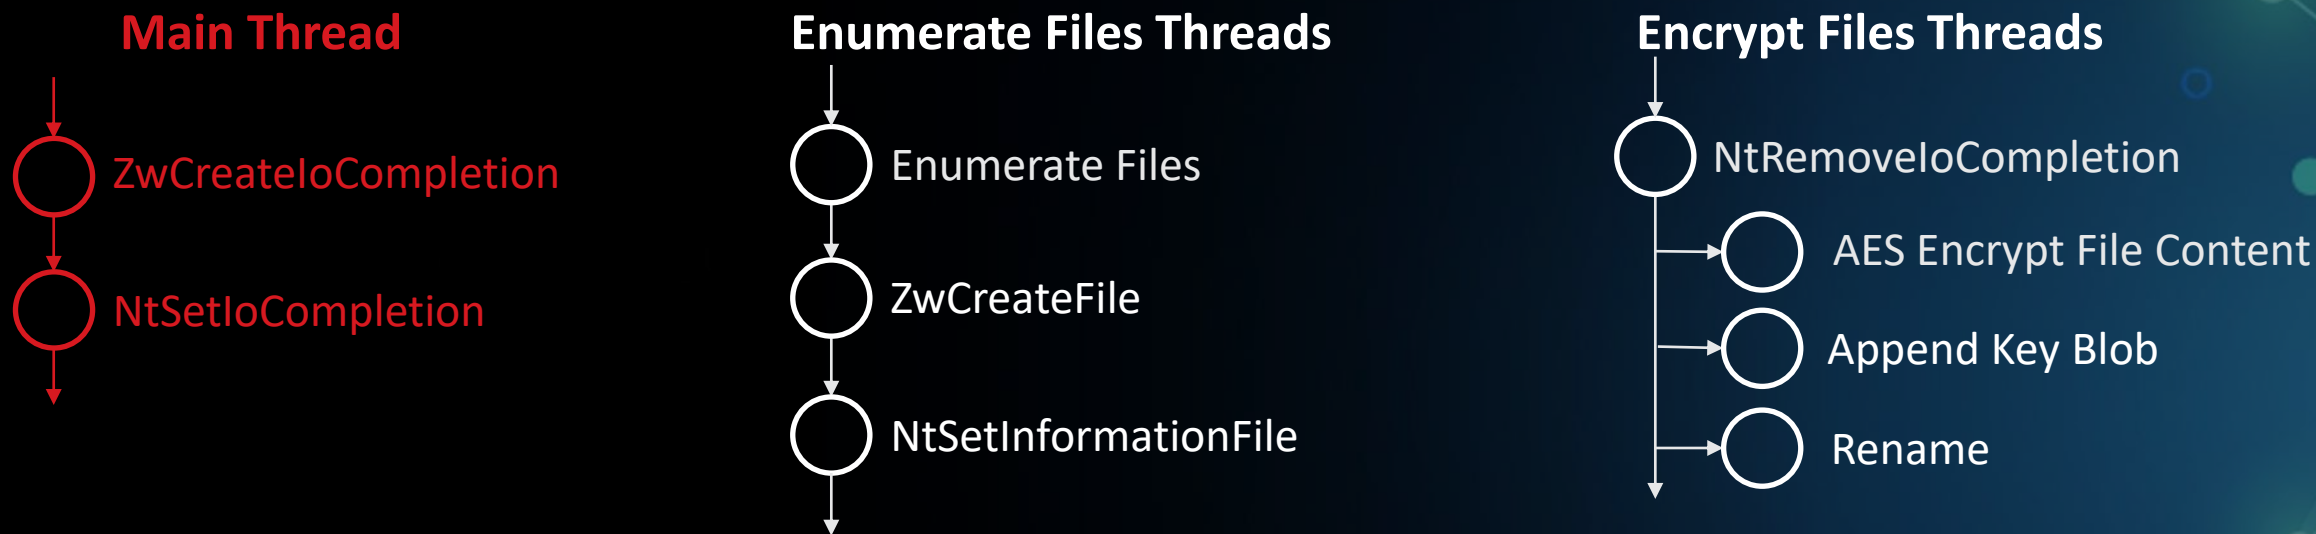 Main Thread
ZwCreateIoCompletion
NtSetIoCompletion
Enumerate Files Threads
Enumerate Files
ZwCreateFile
NtSetInformationFile
Encrypt Files Threads
NtRemoveIoCompletion
AES Encrypt File Content
Append Key Blob
Rename